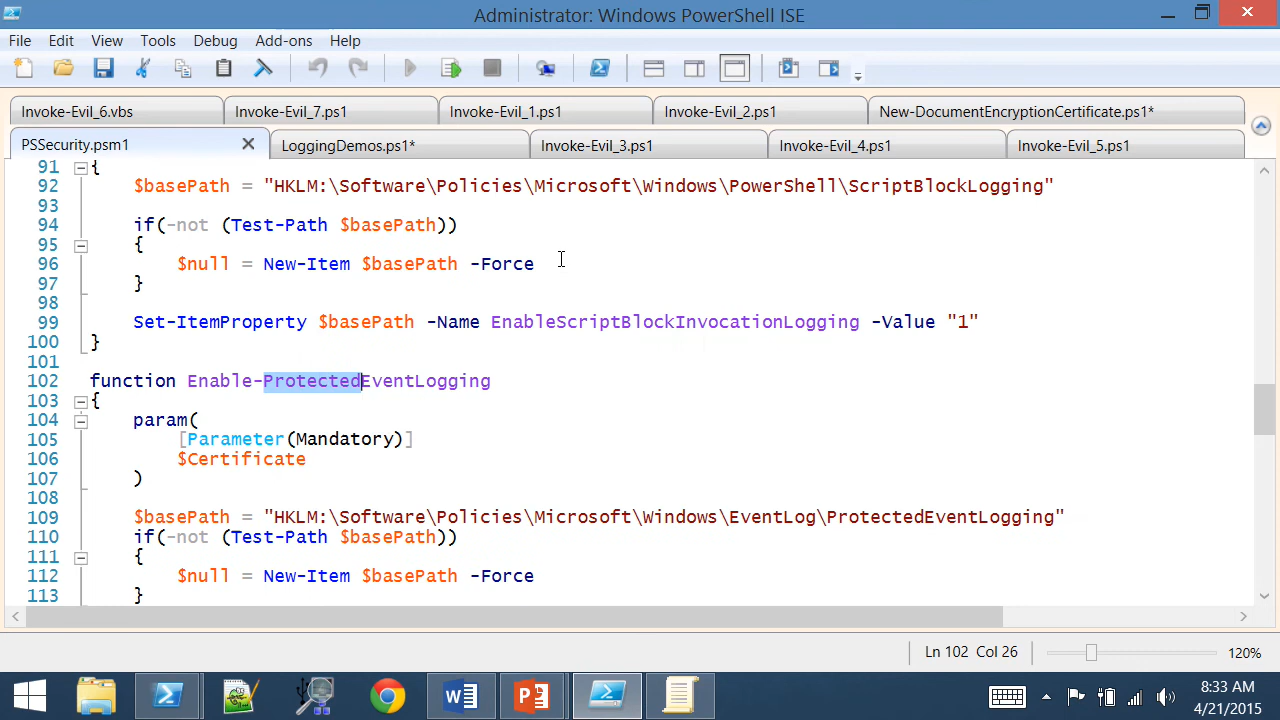 Administrator: Windows PowerShell ISE
File Edit View Tools Debug Add-ons Help
Invoke-Evil_6.vbs Invoke-Evil_7.ps1 Invoke-Evil_1.ps1 Invoke-Evil_2.ps1 New-DocumentEncryptionCertificate.ps1*
PSSecurity.psm1 LoggingDemos.ps1* Invoke-Evil_3.ps1 Invoke-Evil_4.ps1 Invoke-Evil_5.ps1
91 {
92 $basePath = "HKLM:\Software\Policies\Microsoft\Windows\PowerShell\ScriptBlockLogging"
93
94 if(-not (Test-Path $basePath))
95 {
96 $null = New-Item $basePath -Force
97 }
98
99 Set-ItemProperty $basePath -Name EnableScriptBlockInvocationLogging -Value "1"
100 }
101
102 function Enable-ProtectedEventLogging
103 {
104 param(
105 [Parameter(Mandatory)]
106 $Certificate
107 )
108
109 $basePath = "HKLM:\Software\Policies\Microsoft\Windows\EventLog\ProtectedEventLogging"
110 if(-not (Test-Path $basePath))
111 {
112 $null = New-Item $basePath -Force
113 }
Ln 102 Col 26 120%
8:33 AM
4/21/2015